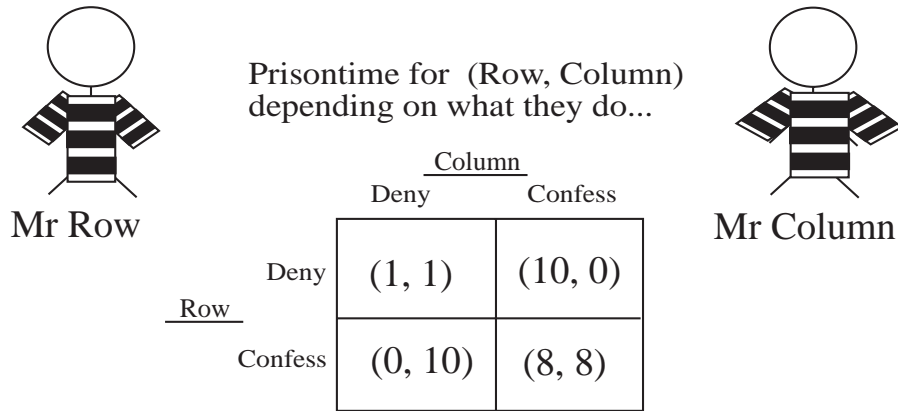 Prisontime for (Row, Column)
depending on what they do...
Mr Row
Mr Column
Column
Deny Confess
Row
Deny (1, 1) (10, 0)
Confess (0, 10) (8, 8)